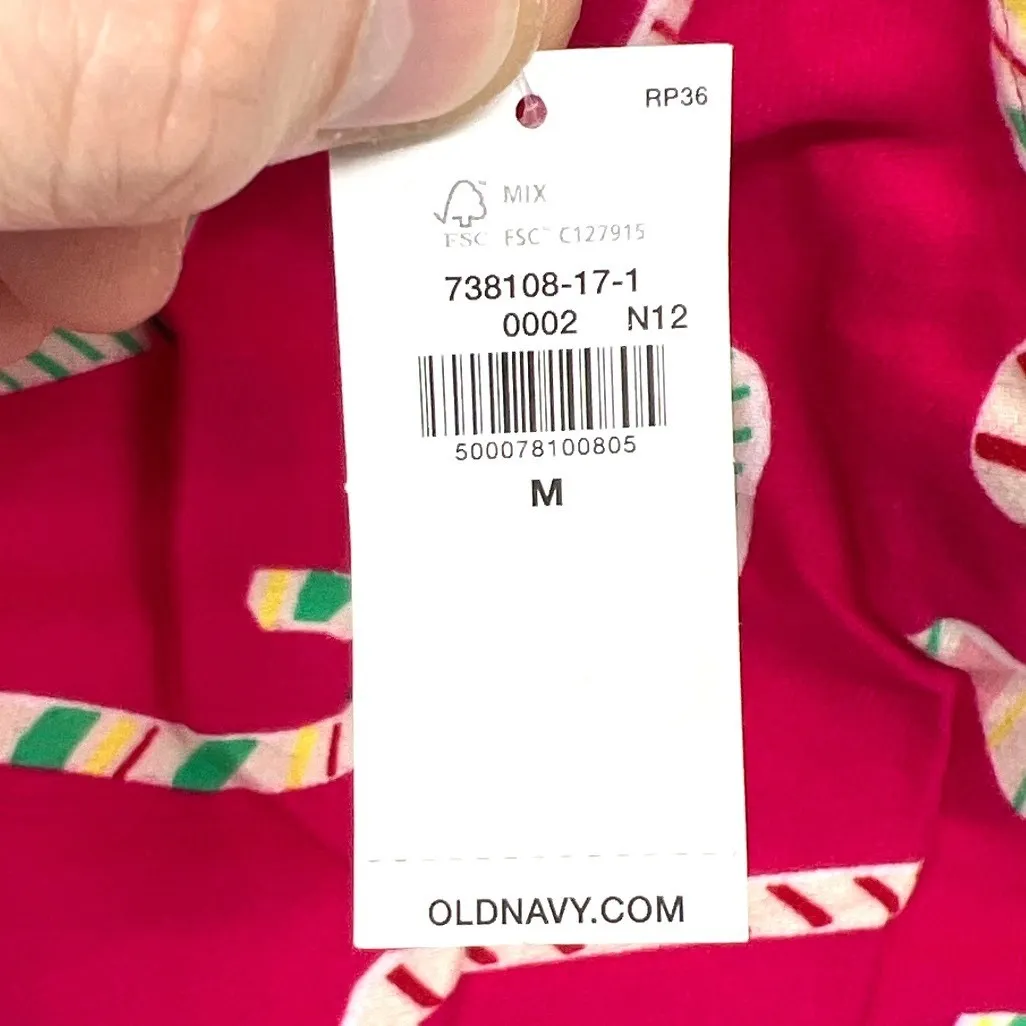 RP36
MIX
FSC FSC™ C127915
738108-17-1
0002 N12
500078100805
M
OLDNAVY.COM